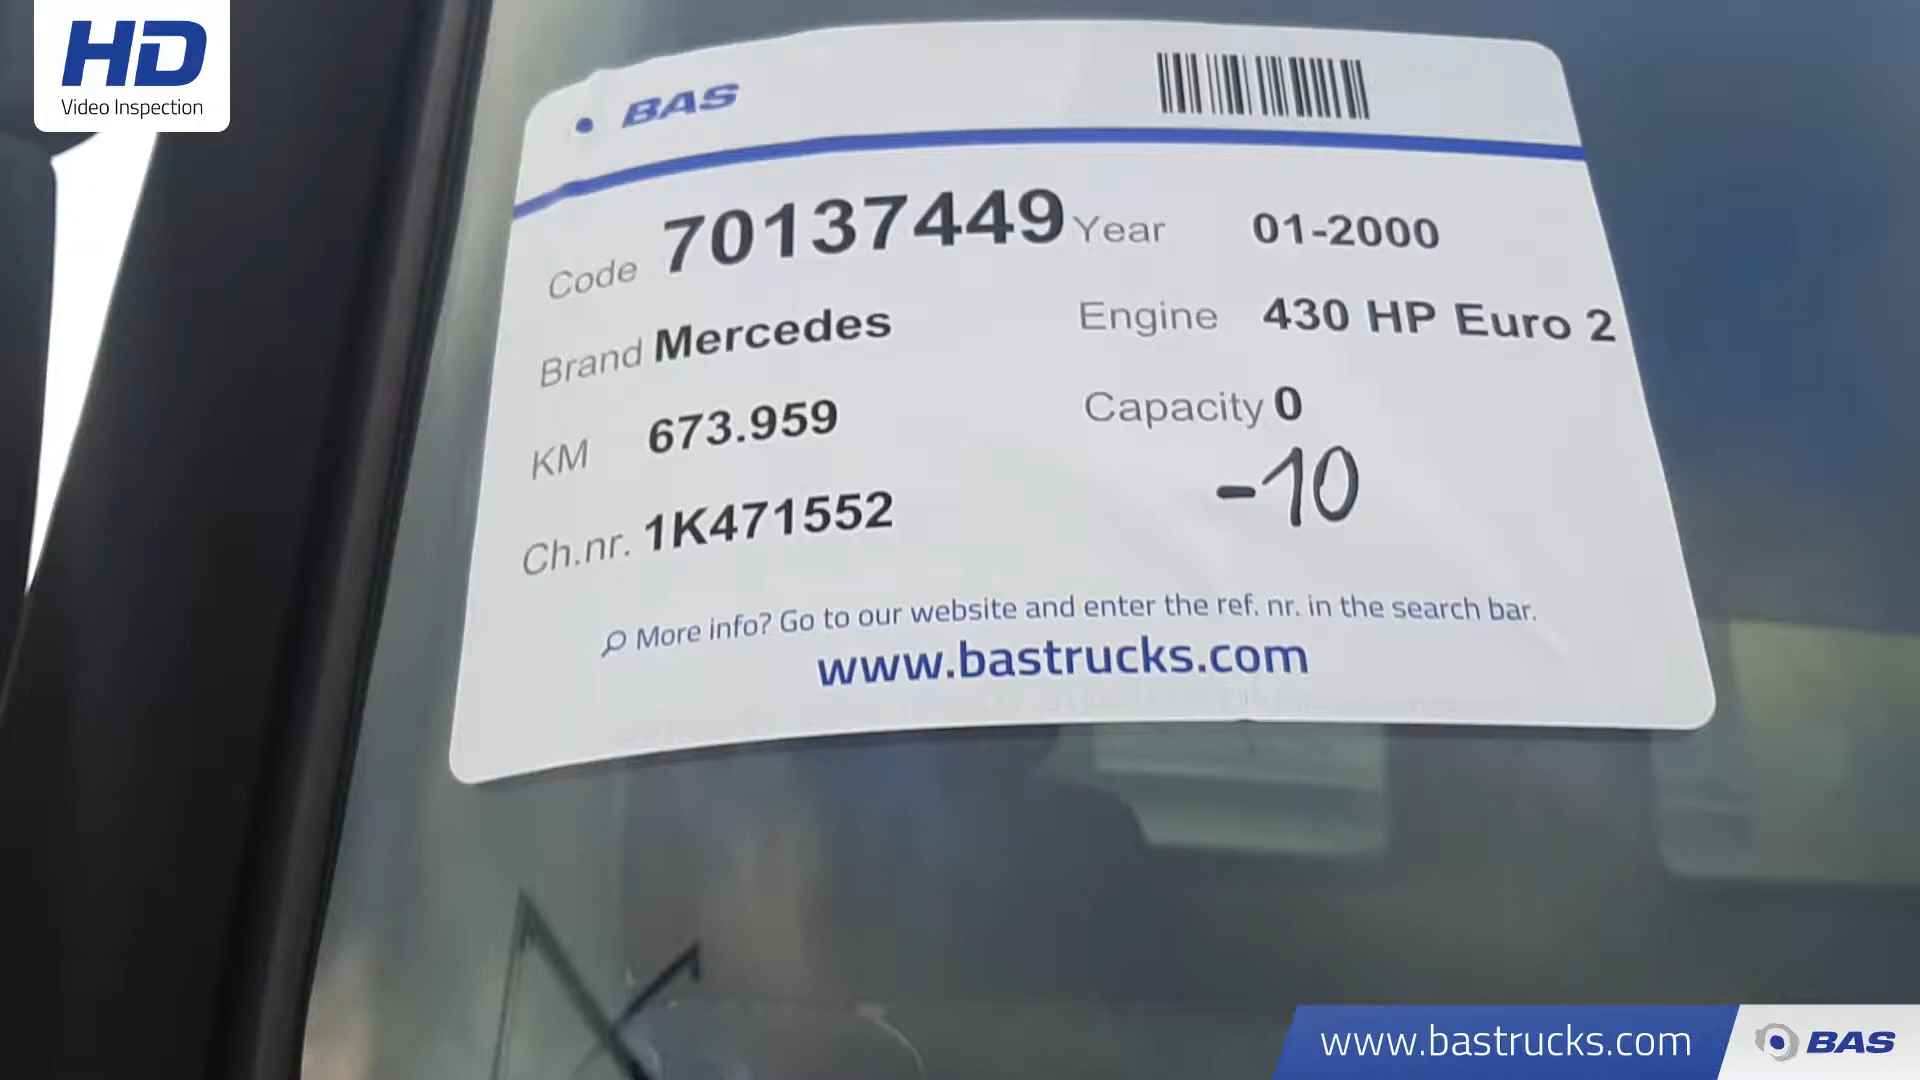 HD
Video Inspection
BAS
Code 70137449 Year 01-2000
Brand Mercedes Engine 430 HP Euro 2
KM 673.959 Capacity 0
-10
Ch.nr. 1K471552
More info? Go to our website and enter the ref. nr. in the search bar.
www.bastrucks.com
www.bastrucks.com BAS